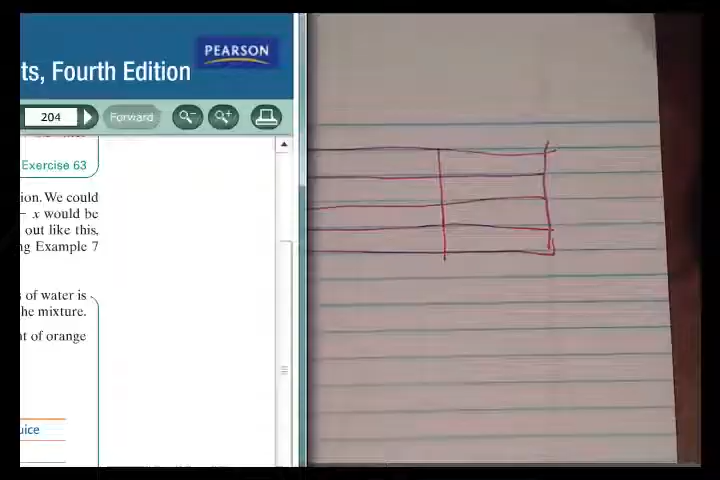 PEARSON
ts, Fourth Edition
204
Forward
Exercise 63
ion. We could
− x would be
out like this,
ng Example 7
s of water is
he mixture.
nt of orange
uice